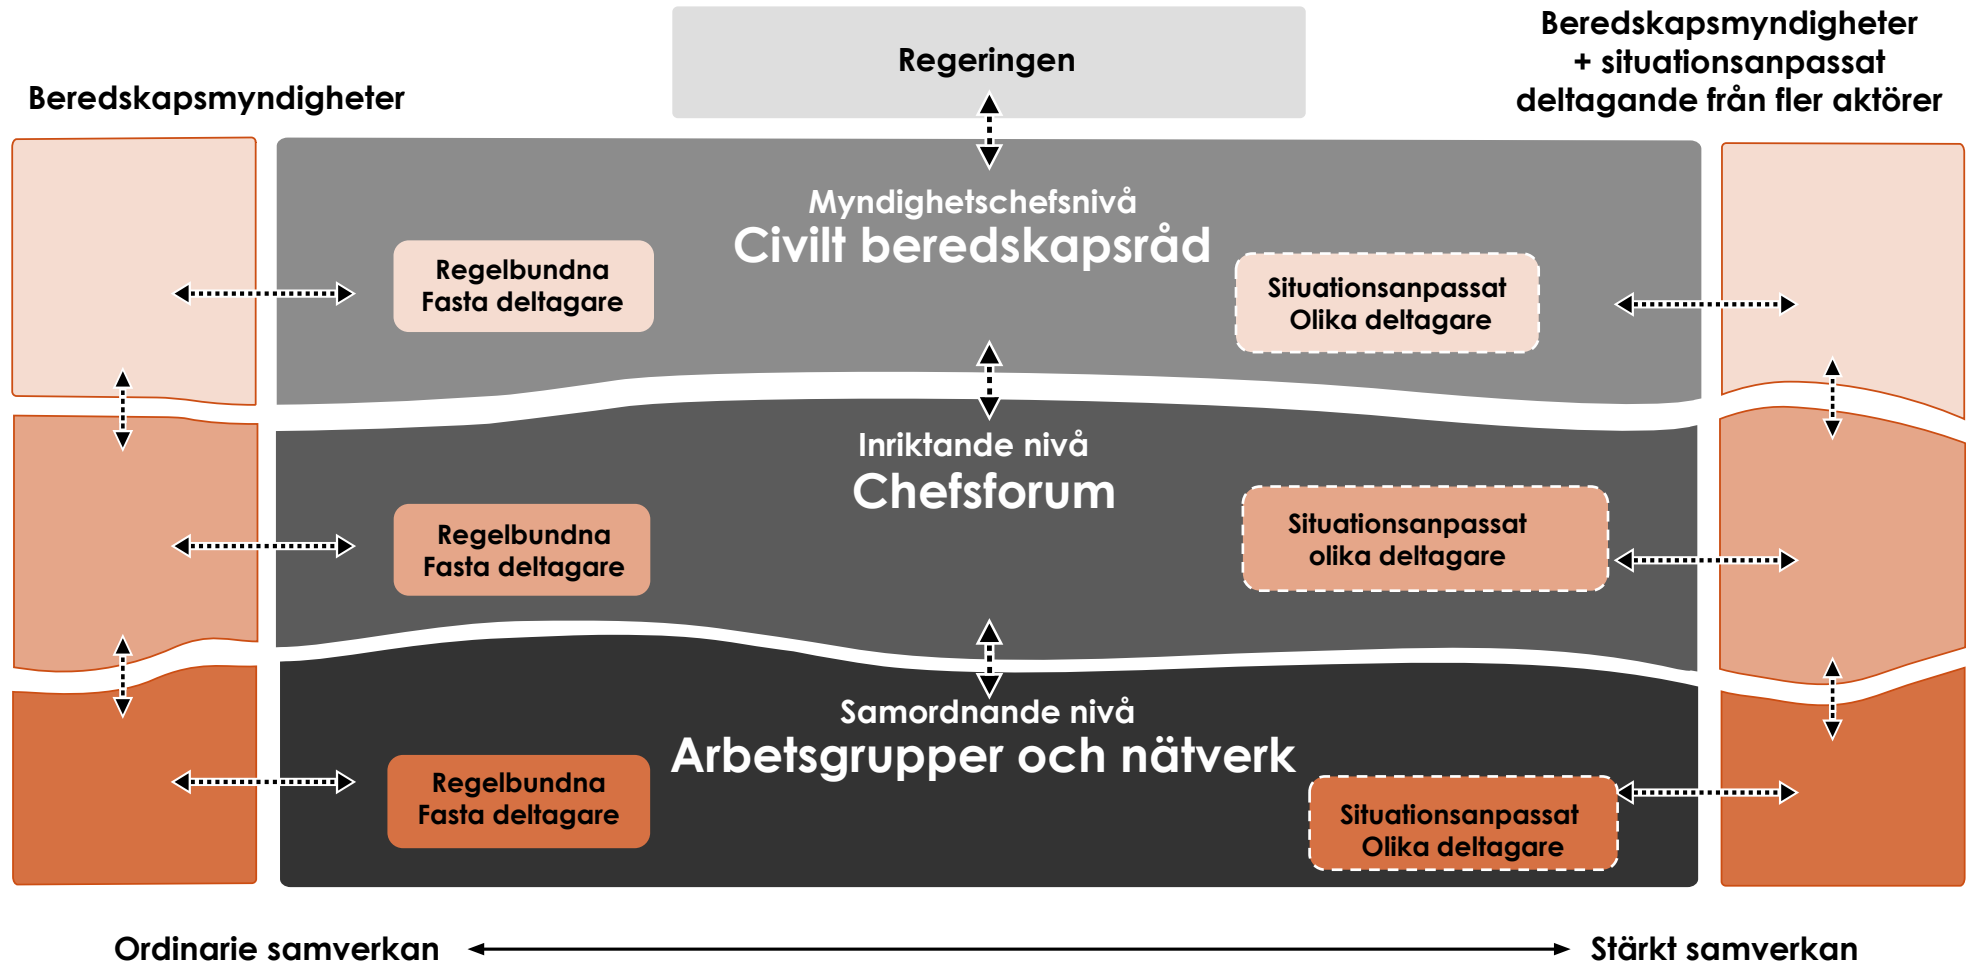 Regeringen
Beredskapsmyndigheter
Beredskapsmyndigheter
+ situationsanpassat
deltagande från fler aktörer
Myndighetschefsnivå
Civilt beredskapsråd
Regelbundna
Fasta deltagare
Situationsanpassat
Olika deltagare
Inriktande nivå
Chefsforum
Regelbundna
Fasta deltagare
Situationsanpassat
olika deltagare
Samordnande nivå
Arbetsgrupper och nätverk
Regelbundna
Fasta deltagare
Situationsanpassat
Olika deltagare
Ordinarie samverkan
Stärkt samverkan